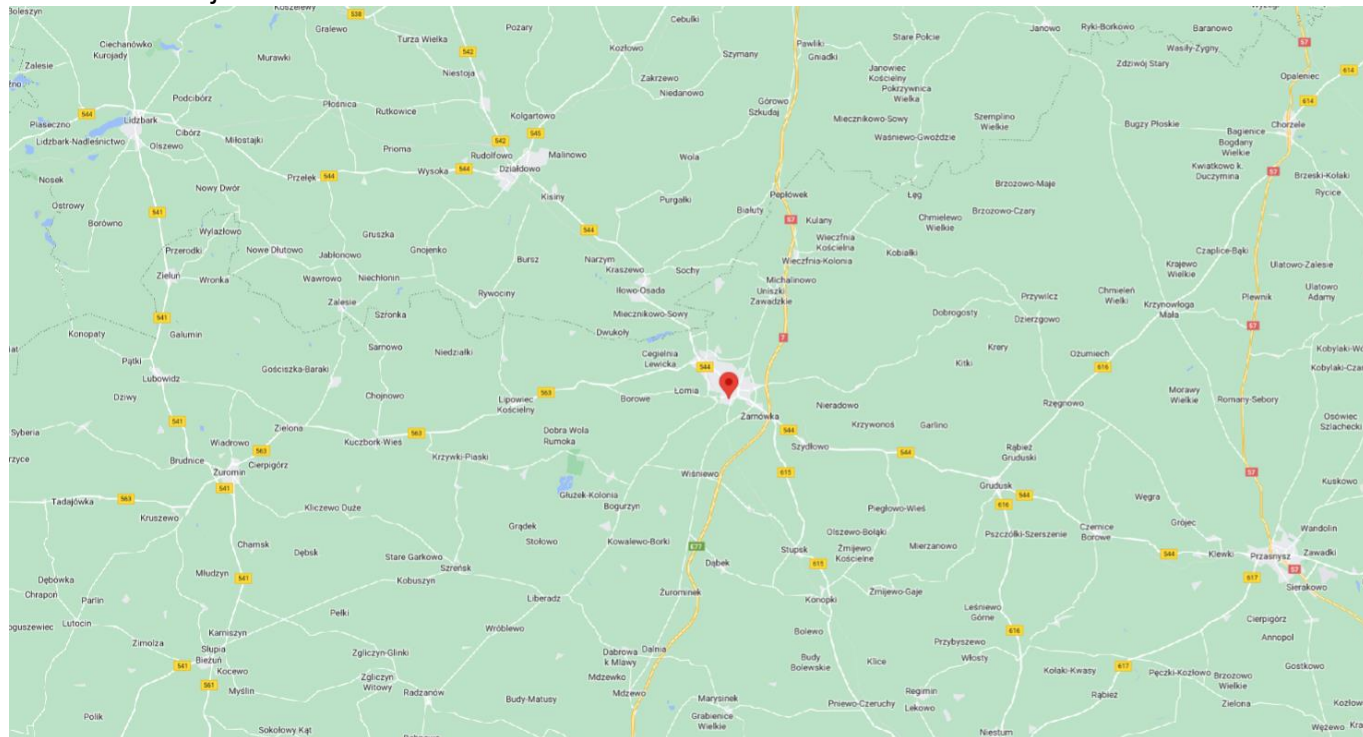 Boleszyn
Koszelewy
538
Gralewo
Turza Wielka
Pożary
Cebulki
Pawliki
Gniadki
Stare Połcie
Janowo
Ryki-Borkowo
Baranowo
Wasiły-Zygny
57
Ciechanówko
Kurojady
Zalesie
Murawki
542
Niestoja
Kozłowo
Szymany
Zakrzewo
Niedanowo
Janowiec
Kościelny
Pokrzywnica
Wielka
Zdziwój Stary
Opaleniec
614
614
Podcibórz
Płośnica
Rutkowice
Kolgartowo
Górowo
Szkudaj
Miecznikowo-Sowy
Szemplino
Wielkie
Bugzy Płoskie
Chorzele
Piaseczno
544
Lidzbark
Cibórz
Lidzbark-Nadleśnictwo
Olszewo
Miłostajki
Prioma
542
545
Rudolfowo
Malinowo
Waśniewo-Gwoździe
Bagienice
Bogdany
Wielkie
Wola
Nosek
Nowy Dwór
Przełęk
544
Wysoka
544
Działdowo
Kwiatkowo k.
Duczymina
57
Brzeski-Kołaki
Rycice
Ostrowy
Borówno
541
Kisiny
Purgałki
Białuty
Pepłówek
Łęg
Brzozowo-Maje
Brzozowo-Czary
Wylazłowo
Gruszka
544
S7
Kulany
Chmielewo
Wielkie
Przerodki
Nowe Dłutowo
Jabłonowo
Gnojenko
Bursz
Narzym
Wieczfnia
Kościelna
Wieczfnia-Kolonia
Kobiałki
Czaplice-Bąki
Zieluń
Wronka
Wawrowo
Niechłonin
Kraszewo
Sochy
Michalinowo
Krajewo
Wielkie
Ulatowo-Zalesie
Zalesie
Rywociny
Iłowo-Osada
Uniszki
Zawadzkie
Przywilcz
Chmieleń
Wielki
Krzynowłoga
Mała
Plewnik
Ulatowo
Adamy
541
Szronka
Miecznikowo-Sowy
Dobrogosty
Dzierzgowo
57
Konopaty
Galumin
Dwukoły
7
Sarnowo
Niedziałki
Cegielnia
Lewicka
544
Krery
Kitki
Ożumiech
616
Pątki
Lubowidz
Gościszka-Baraki
Dziwy
Chojnowo
Lipowiec
Kościelny
563
Borowe
Łomia
Żarnówka
Nieradowo
Rzęgnowo
Morawy
Wielkie
Romany-Sebory
Osówiec
Szlachecki
Syberia
541
Zielona
Wiadrowo
563
Kuczbork-Wieś
563
Dobra Wola
Rumoka
544
Krzywonoś
Garlino
Brudnice
Żuromin
Cierpigórz
Krzywki-Piaski
Szydłowo
544
Rąbież
Gruduski
541
Wiśniewo
615
57
Tadajówka
563
Kruszewo
Kliczewo Duże
Głużek-Kolonia
Bogurzyn
Grudusk
544
616
Węgra
Kuskowo
Pięgłowo-Wieś
Grądek
Stołowo
Kowalewo-Borki
Olszewo-Bołąki
Pszczółki-Szerszenie
Czernice
Borowe
Grójec
Wandolin
Chamsk
Dębsk
Stare Garkowo
Szreńsk
E77
Stupsk
Żmijewo
Kościelne
Mierzanowo
544
Klewki
Przasnysz
Zawadki
Dąbek
615
57
Dębówka
Młudzyn
541
Kobuszyn
617
Sierakowo
Chrapoń
Parlin
Liberadz
Żurominek
Konopki
Żmijewo-Gaje
Leśniewo
Górne
Lutocin
Pełki
Cierpigórz
Kamiszyn
Wróblewo
Bolewo
616
Annopol
Zimolza
Słupia
Bieżuń
541
Zgliczyn-Glinki
Dąbrowa
k Mławy
Dalnia
Budy
Bolewskie
Klice
Przybyszewo
Włosty
Kołaki-Kwasy
617
Gostkowo
Kocewo
561
Myślin
Zgliczyn
Witowy
Radzanów
Mdzewko
Mdzewo
Budy-Matusy
Marysinek
Pniewo-Czeruchy
Regimin
Lekowo
Rąbież
Pęczki-Kozłowo
Brzozowo
Wielkie
Zielona
Polik
Sokołowy Kąt
Grabienice
Wielkie
Niestum
Wężewo